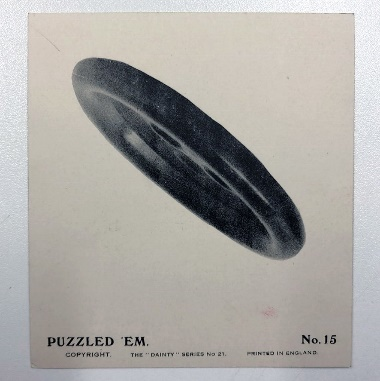 PUZZLED 'EM. No. 15
COPYRIGHT. THE "DAINTY" SERIES No 21. PRINTED IN ENGLAND.